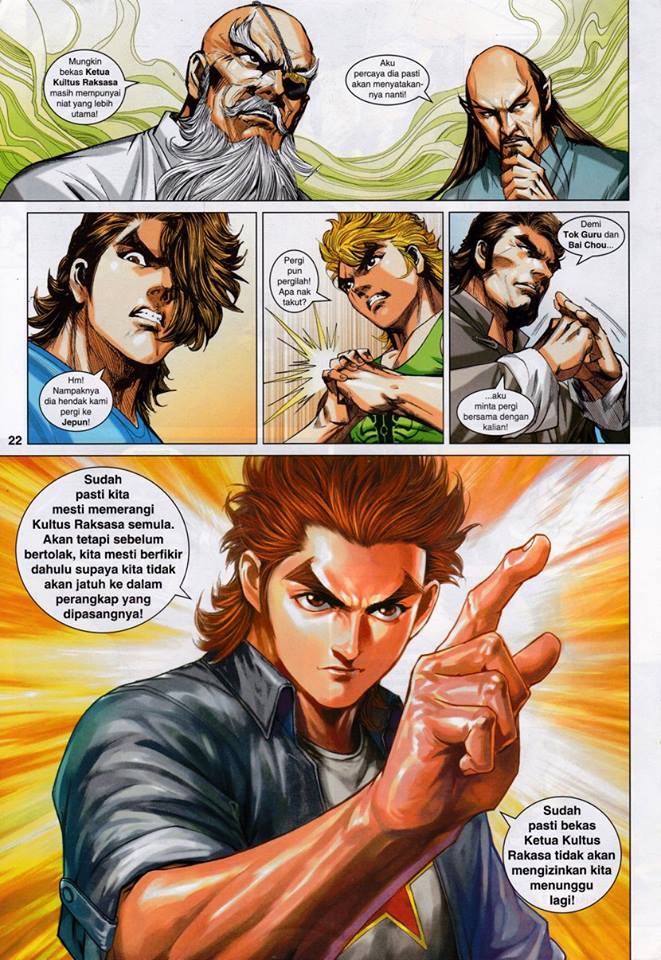 Mungkin
bekas Ketua
Kultus Raksasa
masih mempunyai
niat yang lebih
utama!
Aku
percaya dia pasti
akan menyatakan-
nya nanti!
Hm!
Nampaknya
dia hendak kami
pergi ke
Jepun!
Pergi
pun
pergilah!
Apa nak
takut?
Demi
Tok Guru dan
Bai Chou...
...aku
minta pergi
bersama dengan
kalian!
22
Sudah
pasti kita
mesti memerangi
Kultus Raksasa semula.
Akan tetapi sebelum
bertolak, kita mesti berfikir
dahulu supaya kita tidak
akan jatuh ke dalam
perangkap yang
dipasangnya!
Sudah
pasti bekas
Ketua Kultus
Rakasa tidak akan
mengizinkan kita
menunggu
lagi!